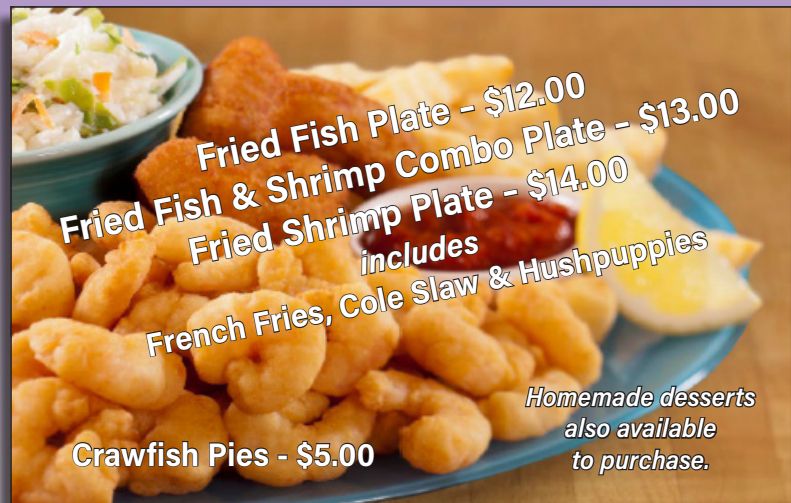 Fried Fish Plate – $12.00
Fried Fish & Shrimp Combo Plate – $13.00
Fried Shrimp Plate – $14.00
includes
French Fries, Cole Slaw & Hushpuppies
Homemade desserts
also available
to purchase.
Crawfish Pies - $5.00